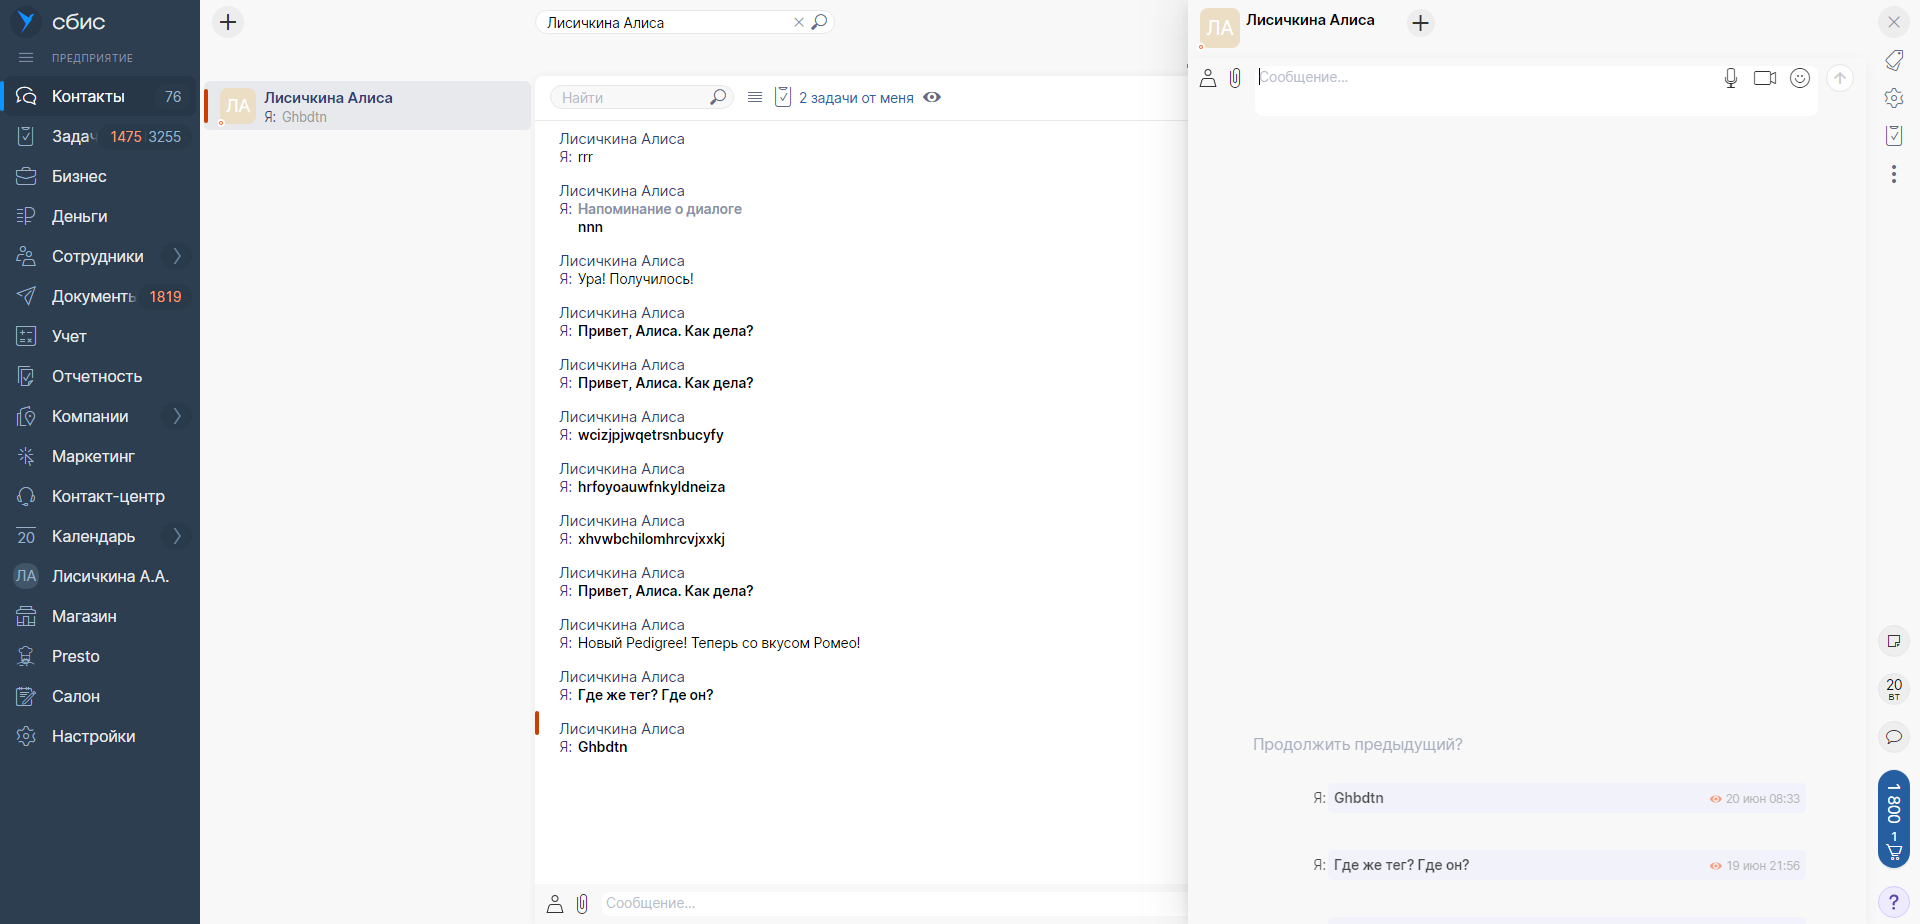 сбис
ПРЕДПРИЯТИЕ
Контакты 76
Задач 1475 3255
Бизнес
Деньги
Сотрудники
Документы 1819
Учет
Отчетность
Компании
Маркетинг
Контакт-центр
20 Календарь
ЛА Лисичкина А.А.
Магазин
Presto
Салон
Настройки
Лисичкина Алиса
ЛА Лисичкина Алиса
Я: Ghbdtn
Найти
2 задачи от меня
Лисичкина Алиса
Я: rrr
Лисичкина Алиса
Я: Напоминание о диалоге
nnn
Лисичкина Алиса
Я: Ура! Получилось!
Лисичкина Алиса
Я: Привет, Алиса. Как дела?
Лисичкина Алиса
Я: Привет, Алиса. Как дела?
Лисичкина Алиса
Я: wcizjpjwqetrsnbucyfy
Лисичкина Алиса
Я: hrfoyoauwfnkyldneiza
Лисичкина Алиса
Я: xhvwbchilomhrcvjxxkj
Лисичкина Алиса
Я: Привет, Алиса. Как дела?
Лисичкина Алиса
Я: Новый Pedigree! Теперь со вкусом Ромео!
Лисичкина Алиса
Я: Где же тег? Где он?
Лисичкина Алиса
Я: Ghbdtn
Сообщение...
ЛА Лисичкина Алиса
Сообщение...
Продолжить предыдущий?
Я: Ghbdtn 20 июн 08:33
Я: Где же тег? Где он? 19 июн 21:56
20
ВТ
1 800
1
?